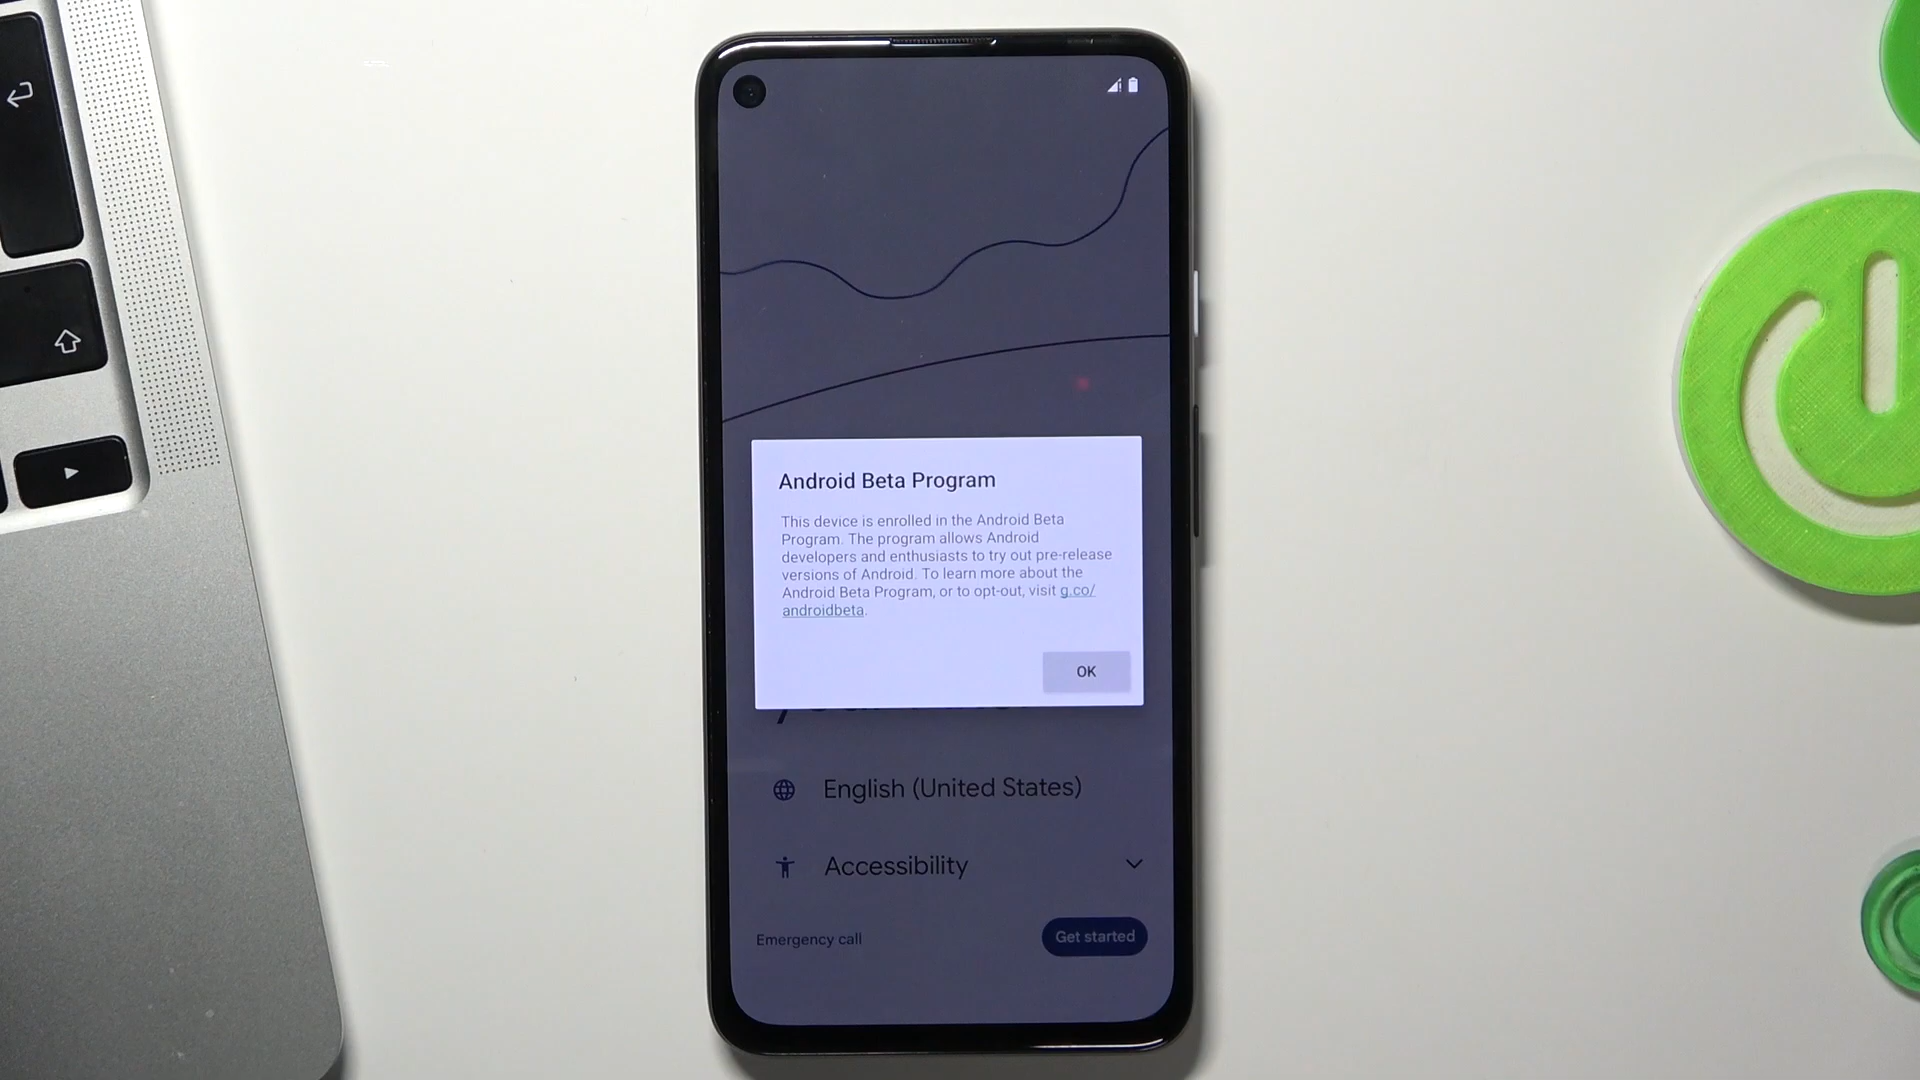 Android Beta Program
This device is enrolled in the Android Beta
Program. The program allows Android
developers and enthusiasts to try out pre-release
versions of Android. To learn more about the
Android Beta Program, or to opt-out, visit g.co/
androidbeta.
OK
English (United States)
Accessibility
Emergency call
Get started